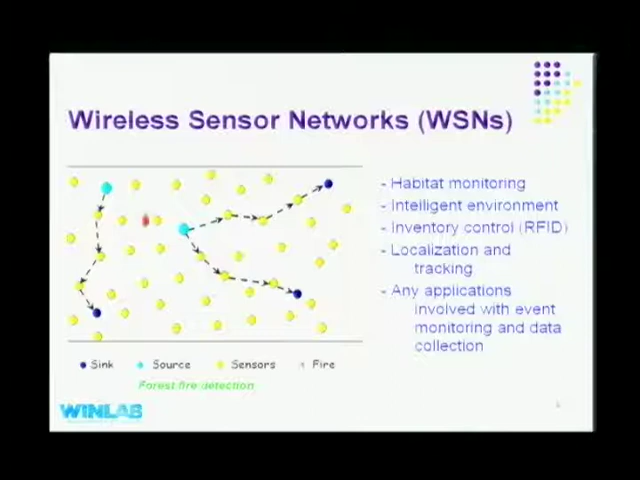 Wireless Sensor Networks (WSNs)
- Habitat monitoring
- Intelligent environment
- Inventory control (RFID)
- Localization and
tracking
- Any applications
involved with event
monitoring and data
collection
Sink Source Sensors Fire
Forest fire detection
WINLAB